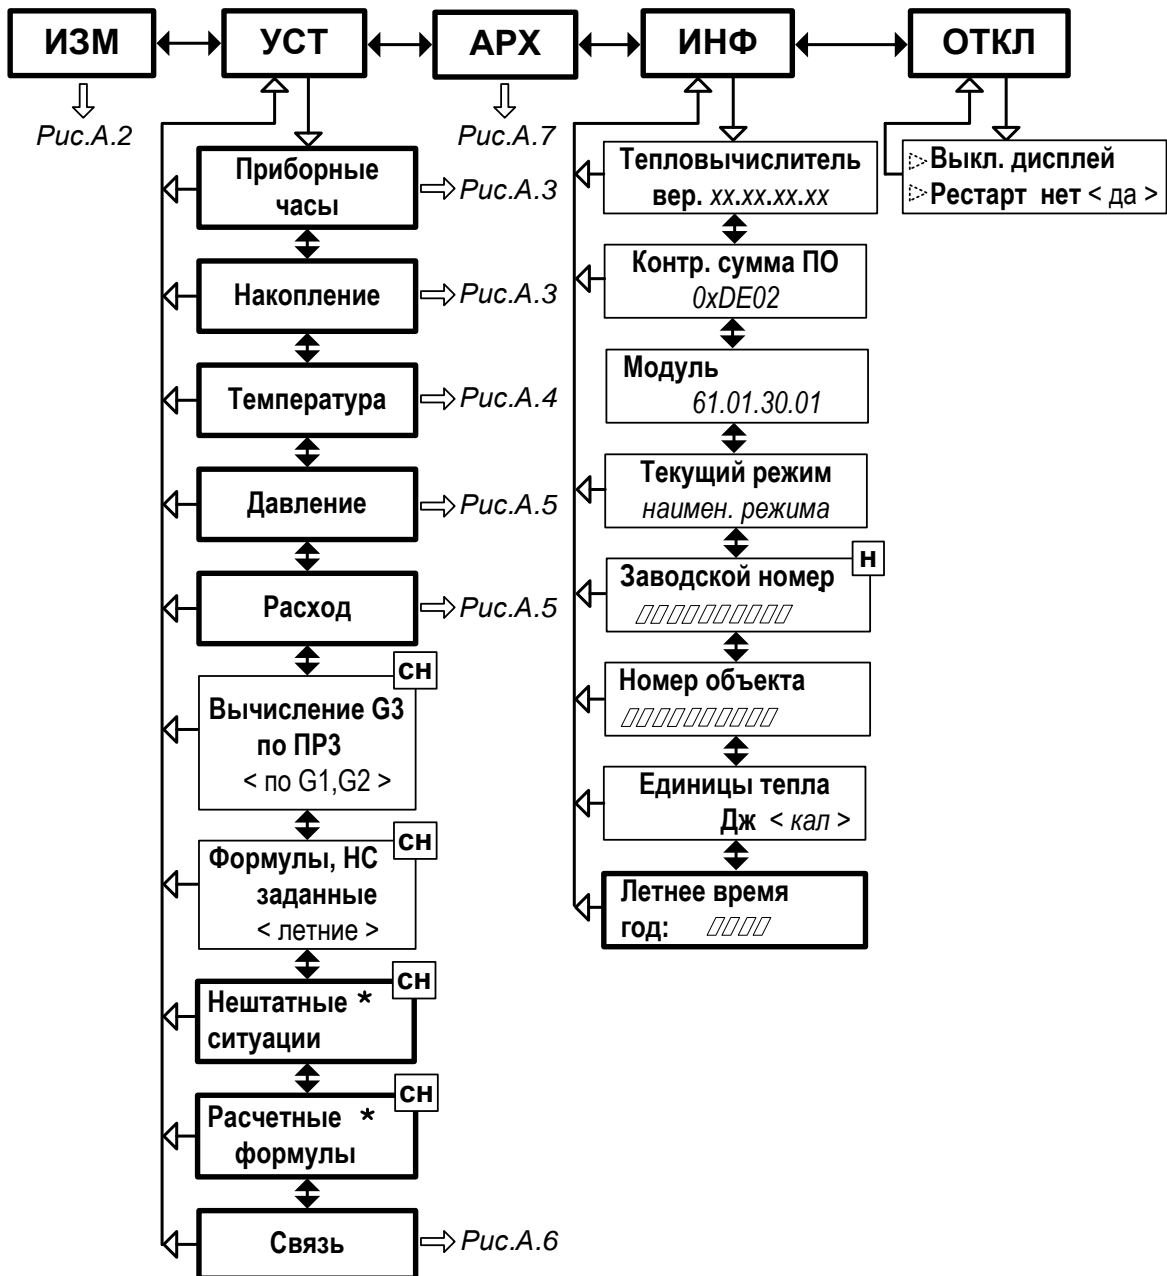 ИЗМ
УСТ
АРХ
ИНФ
ОТКЛ
Рис.А.2
Рис.А.7
Приборные
часы
Рис.А.3
Накопление
Рис.А.3
Температура
Рис.А.4
Давление
Рис.А.5
Расход
Рис.А.5
СН
Вычисление G3
по ПР3
< по G1,G2 >
СН
Формулы, НС
заданные
< летние >
СН
Нештатные *
ситуации
СН
Расчетные *
формулы
Связь
Рис.А.6
Тепловычислитель
вер. хх.хх.хх.хх
Контр. сумма ПО
0xDE02
Модуль
61.01.30.01
Текущий режим
наимен. режима
Н
Заводской номер
Номер объекта
Единицы тепла
Дж < кал >
Летнее время
год:
Выкл. дисплей
Рестарт нет < да >